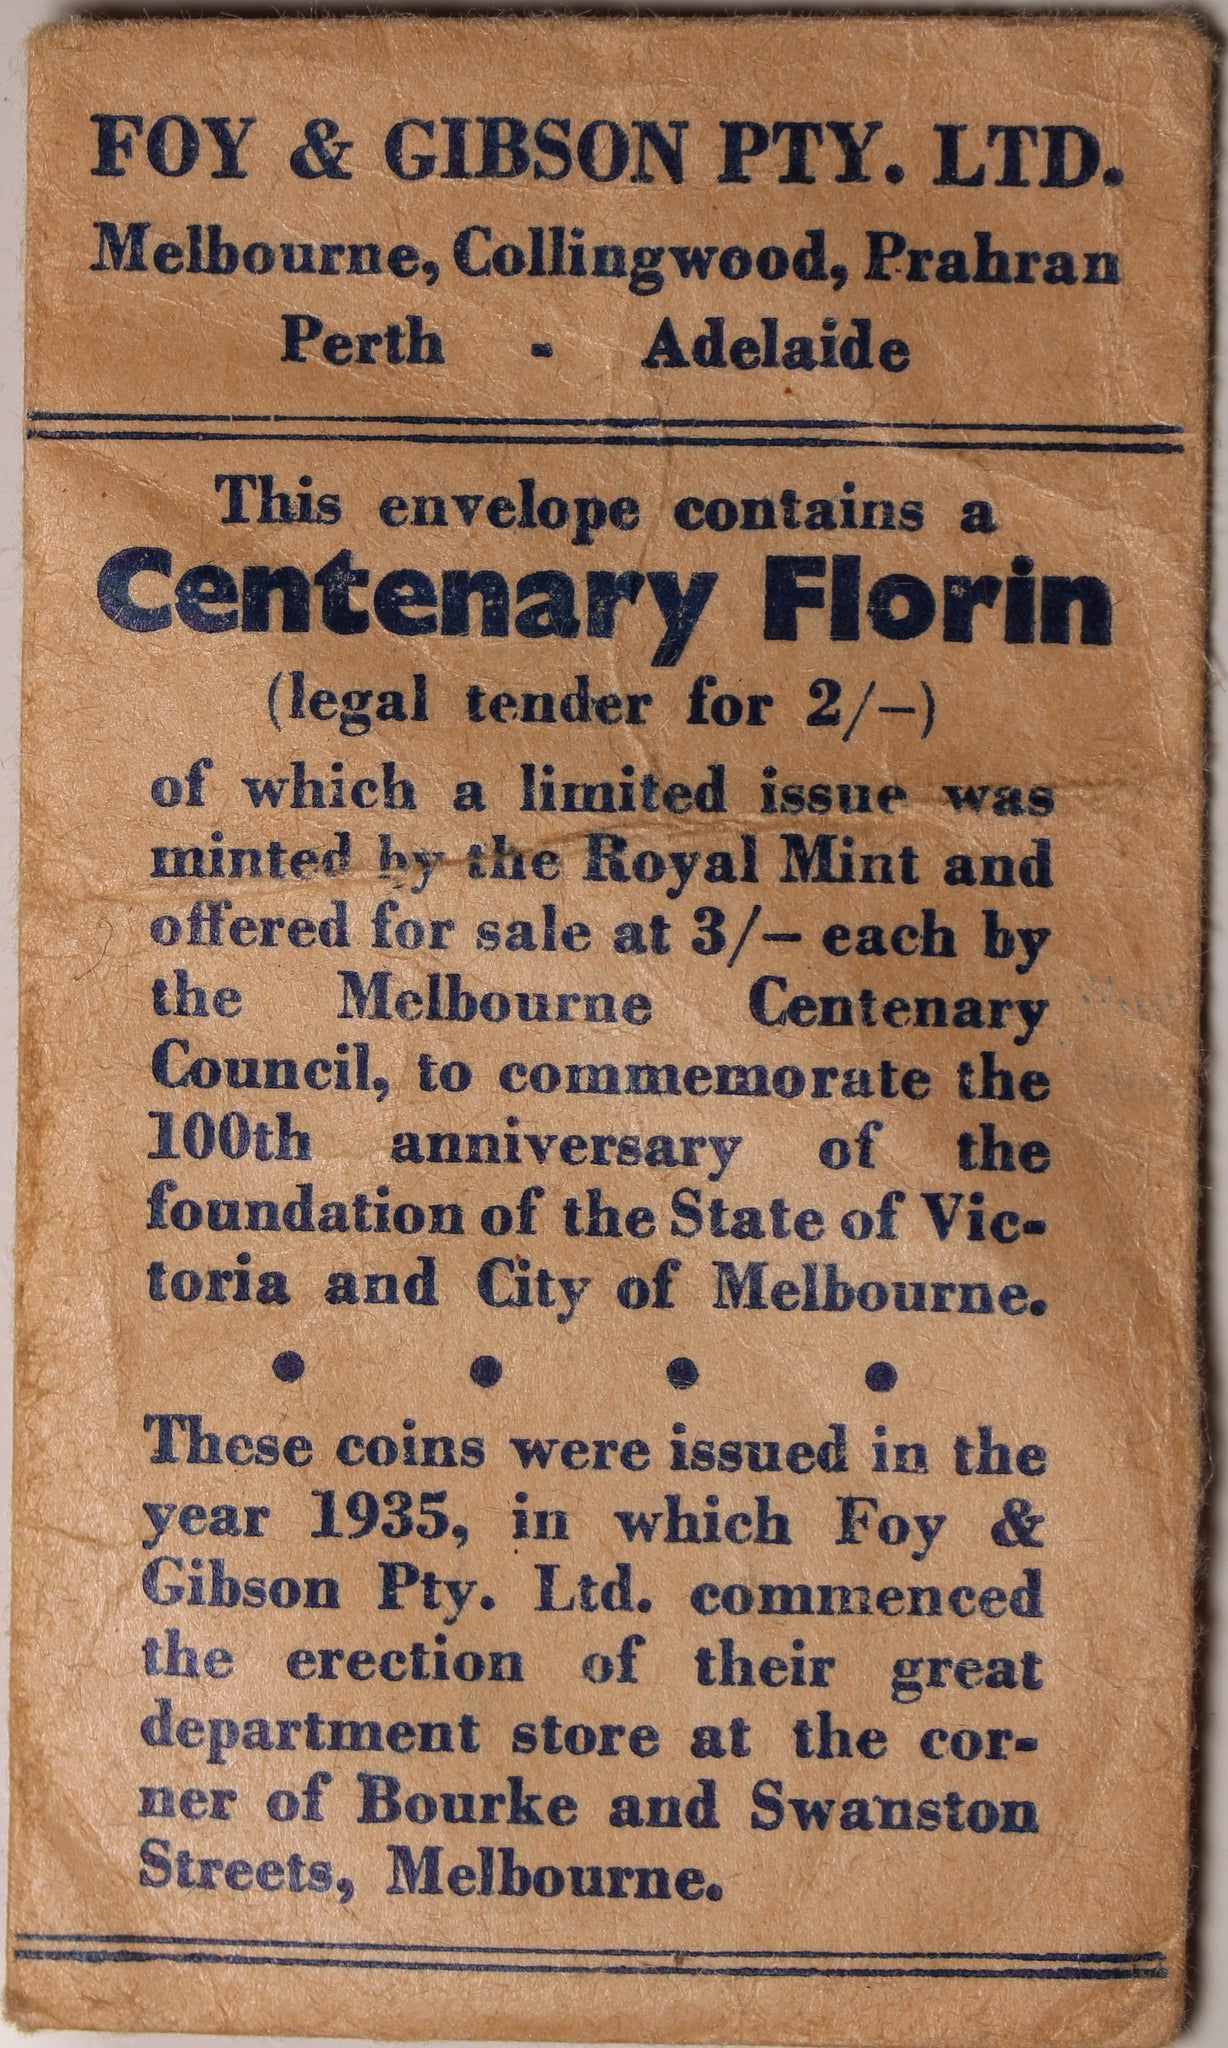 FOY & GIBSON PTY. LTD.
Melbourne, Collingwood, Prahran
Perth - Adelaide
This envelope contains a
Centenary Florin
(legal tender for 2/–)
of which a limited issue was
minted by the Royal Mint and
offered for sale at 3/– each by
the Melbourne Centenary
Council, to commemorate the
100th anniversary of the
foundation of the State of Vic-
toria and City of Melbourne.
• • • •
These coins were issued in the
year 1935, in which Foy &
Gibson Pty. Ltd. commenced
the erection of their great
department store at the cor-
ner of Bourke and Swanston
Streets, Melbourne.